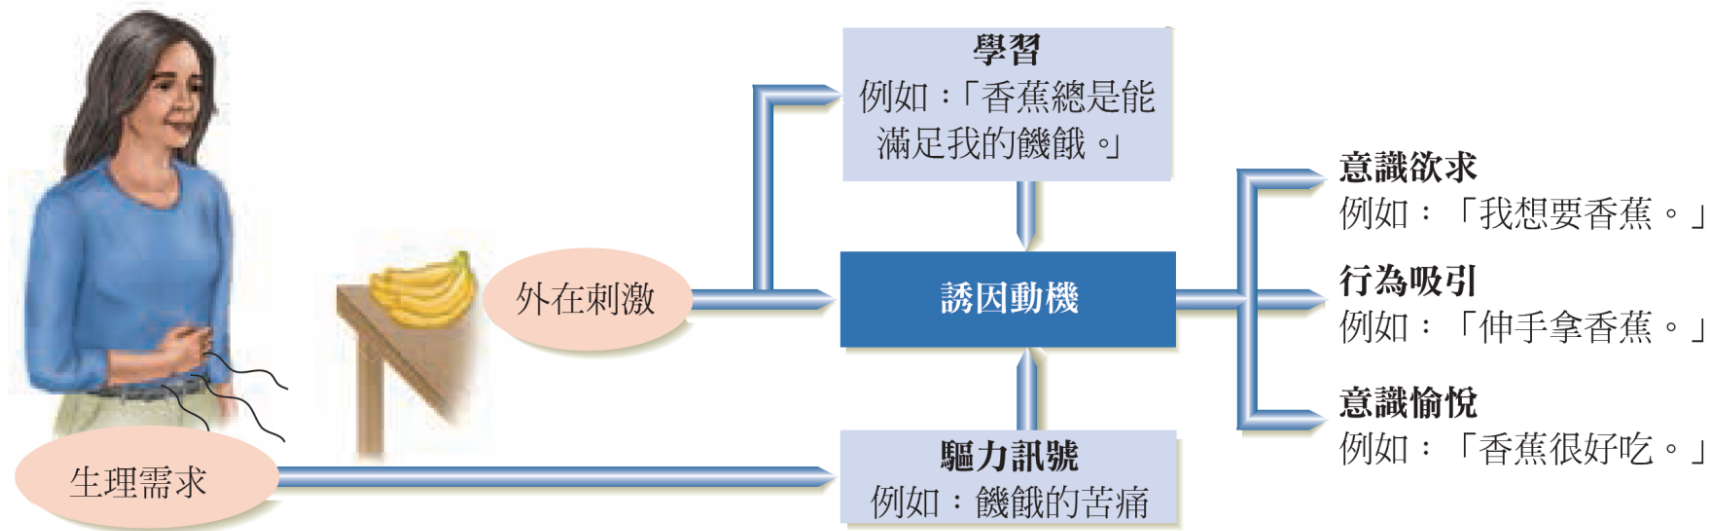 學習
例如：「香蕉總是能
滿足我的饑餓。」
外在刺激
誘因動機
意識欲求
例如：「我想要香蕉。」
行為吸引
例如：「伸手拿香蕉。」
意識愉悅
例如：「香蕉很好吃。」
生理需求
驅力訊號
例如：饑餓的苦痛